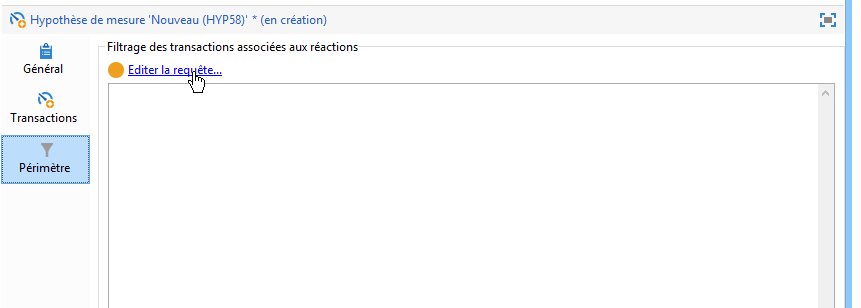 Hypothèse de mesure 'Nouveau (HYP58)' * (en création)
Général
Transactions
Périmètre
Filtrage des transactions associées aux réactions
Editer la requête...